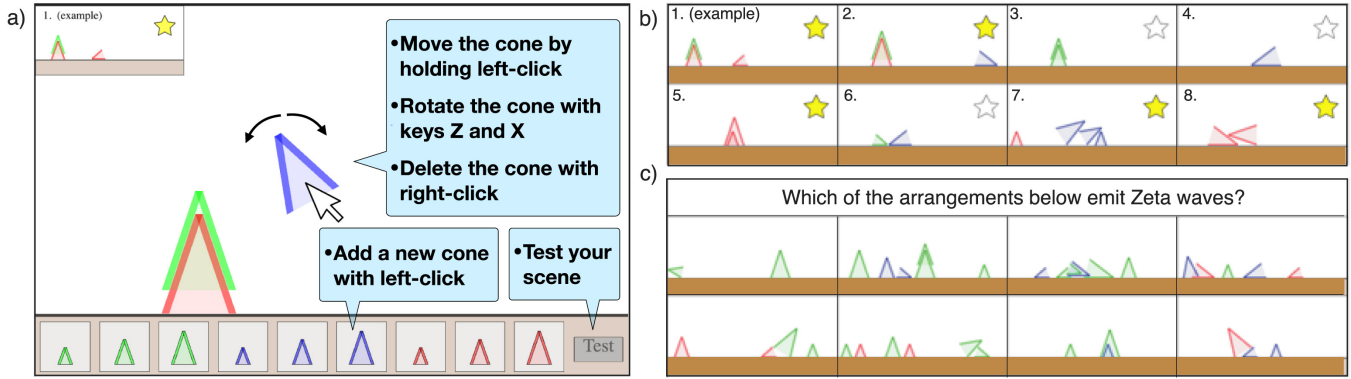 a)
1. (example)
•Move the cone by
holding left-click
•Rotate the cone with
keys Z and X
•Delete the cone with
right-click
•Add a new cone
with left-click
•Test your
scene
Test
b)
1. (example)
2.
3.
4.
5.
6.
7.
8.
c)
Which of the arrangements below emit Zeta waves?